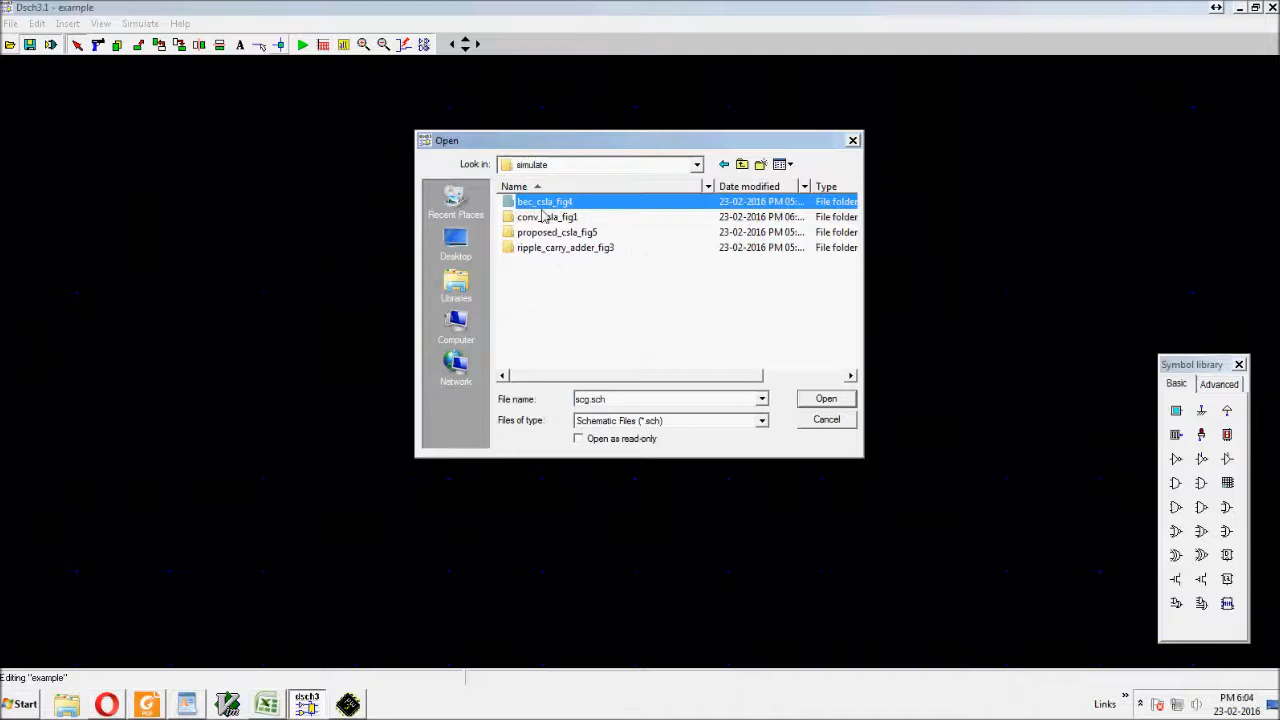 Dsch3.1 - example
File Edit Insert View Simulate Help
A
Open
Look in: simulate
Name Date modified Type
bec_csla_fig4 23-02-2016 PM 05:... File folder
conv_csla_fig1 23-02-2016 PM 06:... File folder
proposed_csla_fig5 23-02-2016 PM 05:... File folder
ripple_carry_adder_fig3 23-02-2016 PM 05:... File folder
Recent Places
Desktop
Libraries
Computer
Network
File name: scg.sch Open
Files of type: Schematic Files (*.sch) Cancel
Open as read-only
Symbol library
Basic Advanced
Editing "example"
Start
dsch3
Links
PM 6:04
23-02-2016